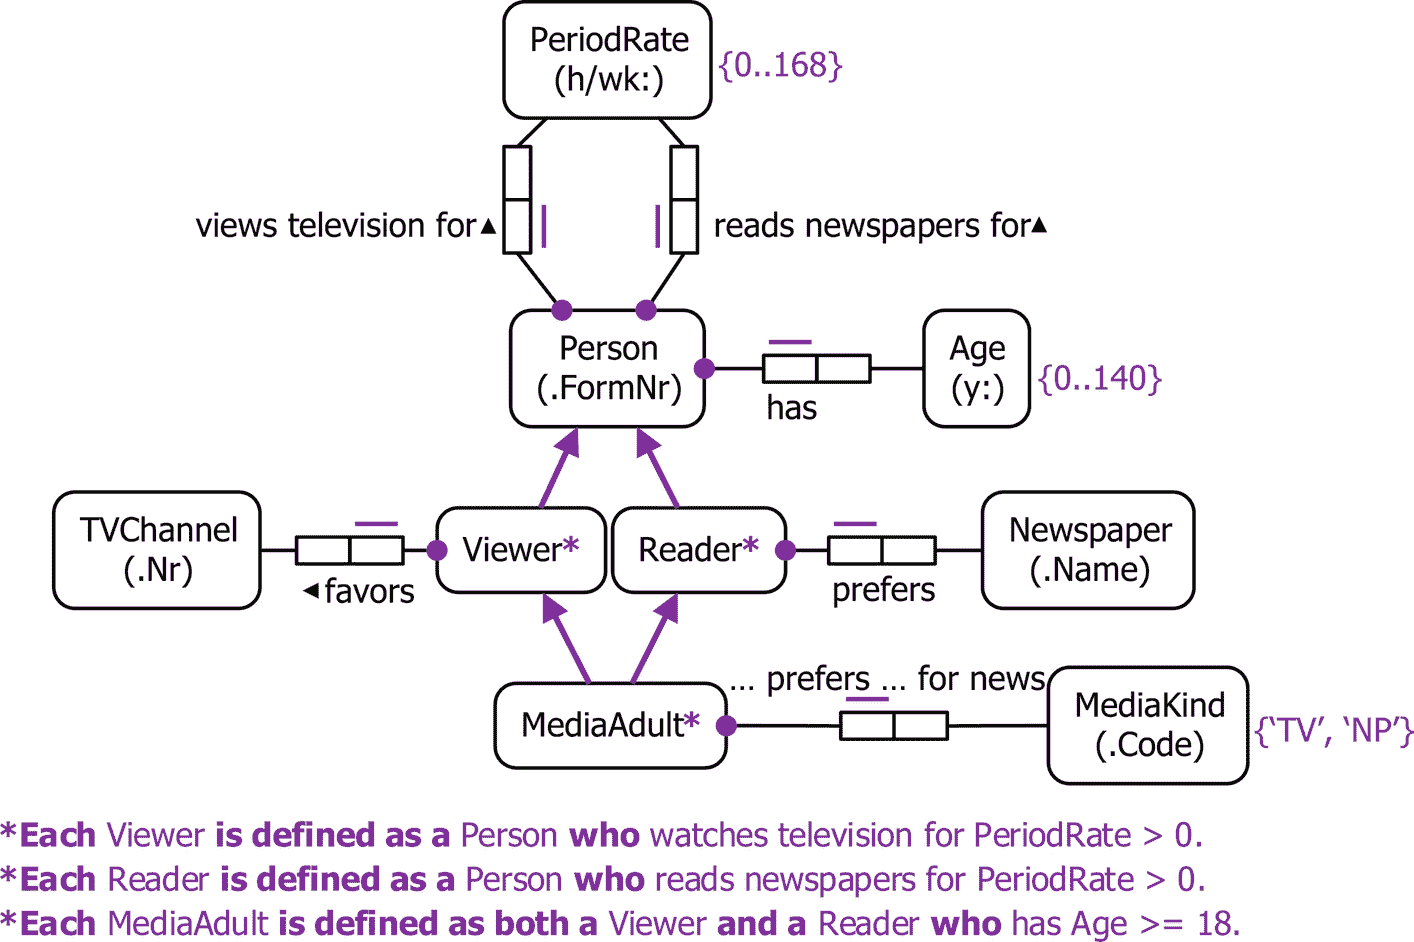 PeriodRate
(h/wk:)
{0..168}
views television for▲
reads newspapers for▲
Person
(.FormNr)
has
Age
(y:)
{0..140}
TVChannel
(.Nr)
◄favors
Viewer*
Reader*
prefers
Newspaper
(.Name)
MediaAdult*
... prefers ... for news
MediaKind
(.Code)
{‘TV’, ‘NP’}
*Each Viewer is defined as a Person who watches television for PeriodRate > 0.
*Each Reader is defined as a Person who reads newspapers for PeriodRate > 0.
*Each MediaAdult is defined as both a Viewer and a Reader who has Age >= 18.